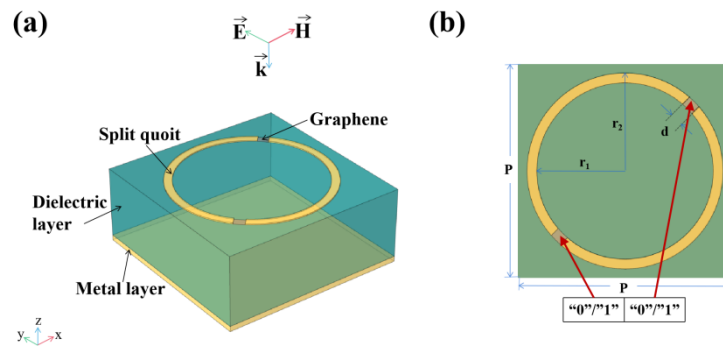 (a)
E
H
k
Split quoit
Graphene
Dielectric
layer
Metal layer
z
y
x
(b)
r₂
d
r₁
P
P
“0”/”1”
“0”/”1”